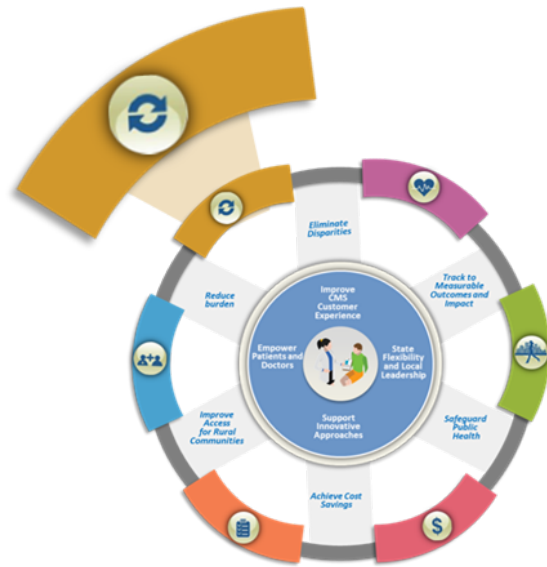 Eliminate
Disparities
Track to
Measurable
Outcomes and
Impact
Safeguard
Public
Health
Achieve Cost
Savings
Improve
Access
for Rural
Communities
Reduce
burden
Improve
CMS
Customer
Experience
State
Flexibility
and Local
Leadership
Support
Innovative
Approaches
Empower
Patients and
Doctors
$